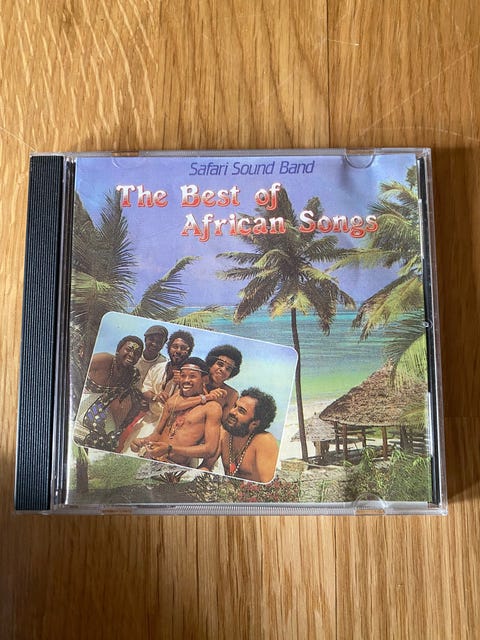 Safari Sound Band
The Best of
African Songs